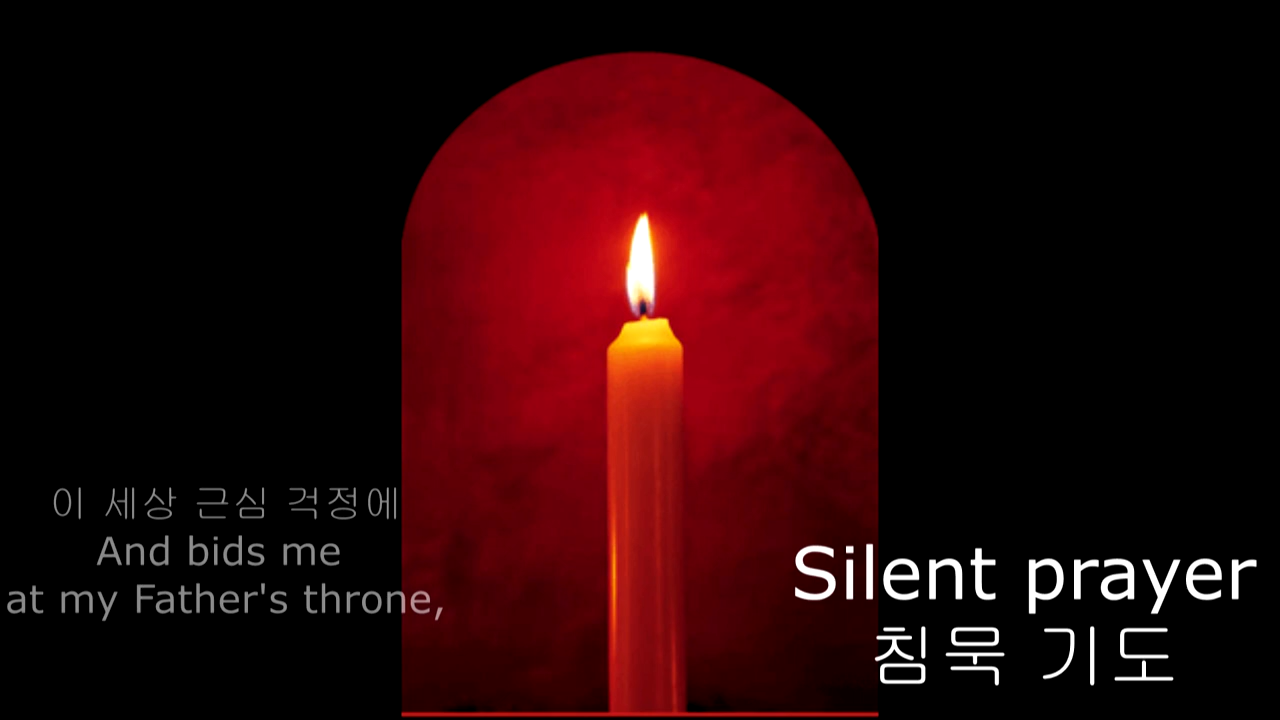 이 세상 근심 걱정에
And bids me
at my Father's throne,
Silent prayer
침묵 기도